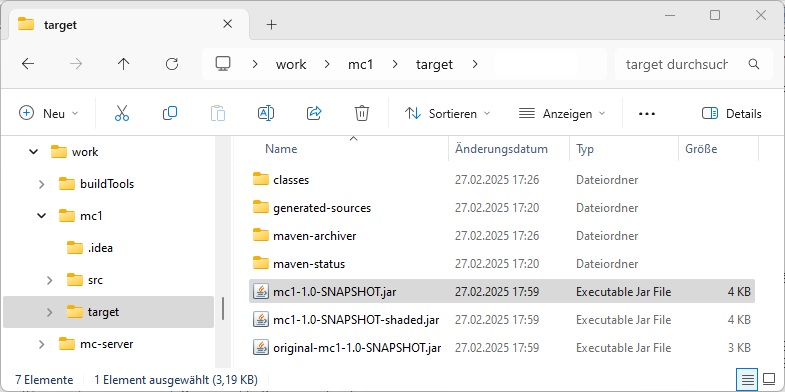 target
work mc1 target target durchsuch
Neu Sortieren Anzeigen Details
Name Änderungsdatum Typ Größe
work
buildTools
mc1
.idea
src
target
mc-server
classes 27.02.2025 17:26 Dateiordner
generated-sources 27.02.2025 17:20 Dateiordner
maven-archiver 27.02.2025 17:26 Dateiordner
maven-status 27.02.2025 17:20 Dateiordner
mc1-1.0-SNAPSHOT.jar 27.02.2025 17:59 Executable Jar File 4 KB
mc1-1.0-SNAPSHOT-shaded.jar 27.02.2025 17:59 Executable Jar File 4 KB
original-mc1-1.0-SNAPSHOT.jar 27.02.2025 17:59 Executable Jar File 3 KB
7 Elemente 1 Element ausgewählt (3,19 KB)